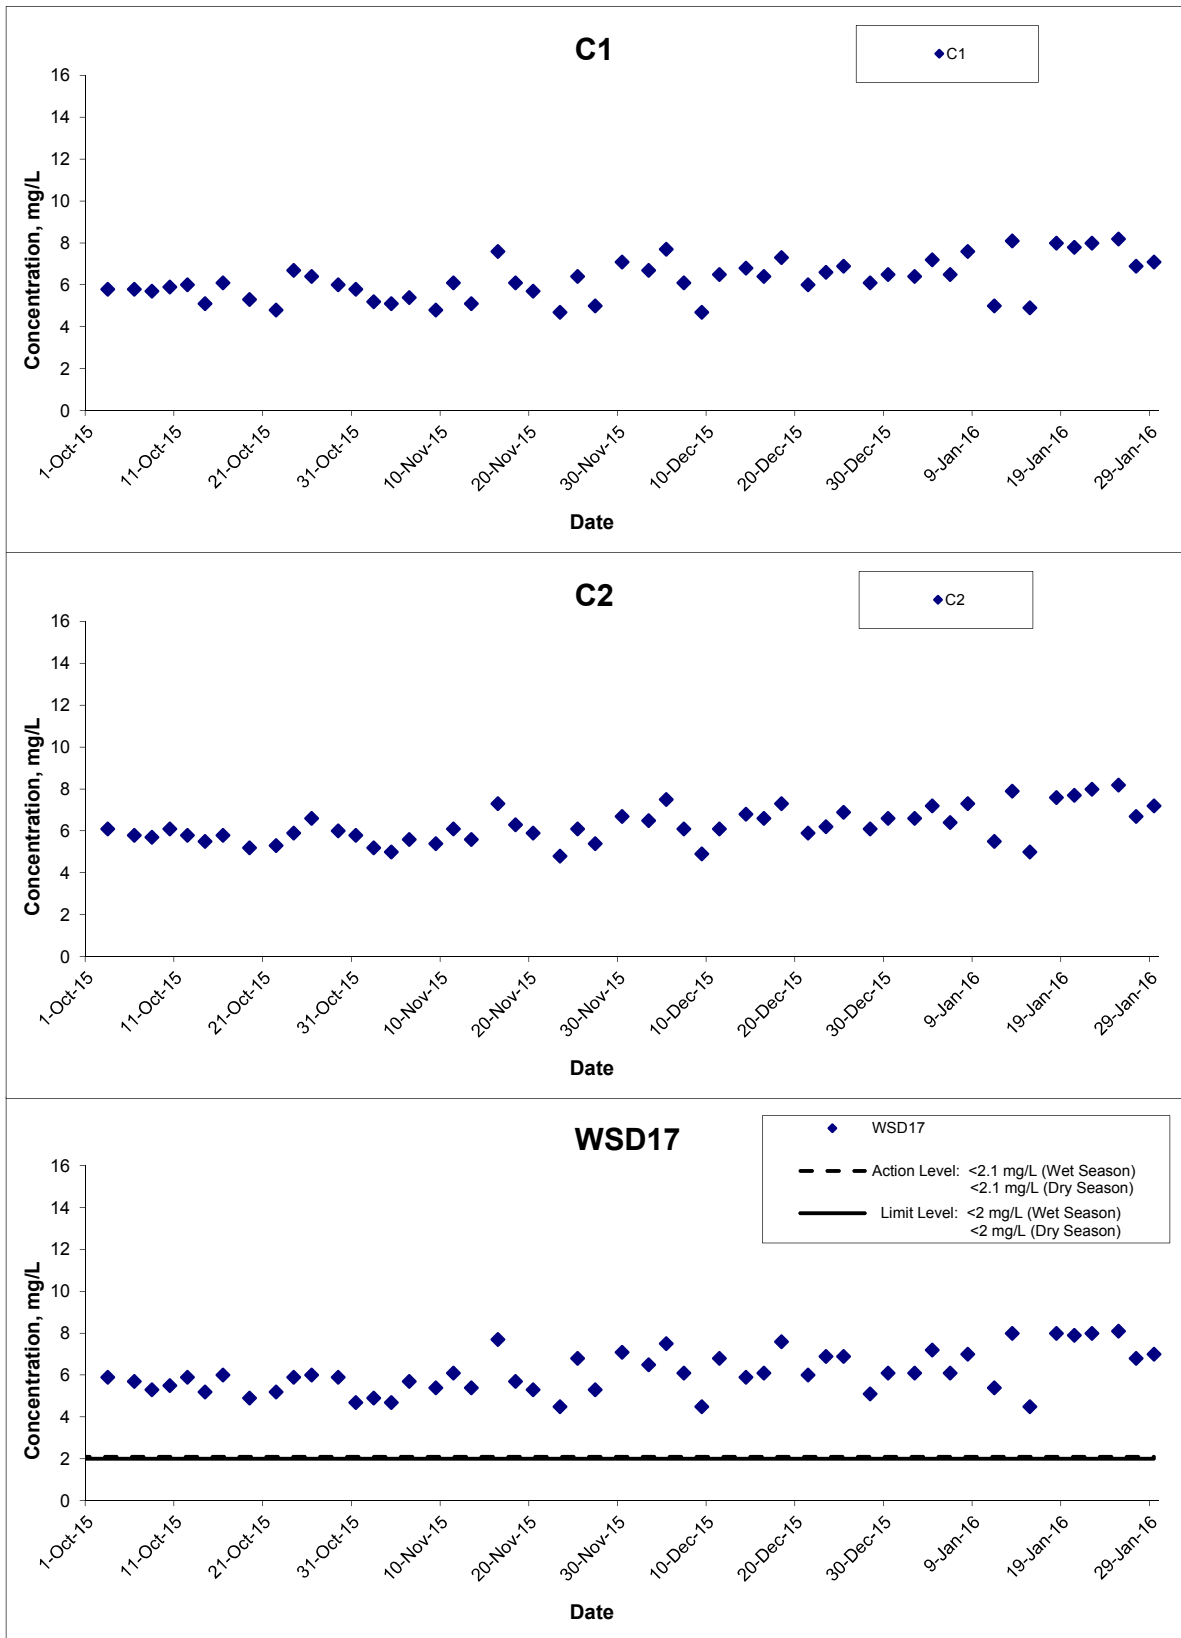 C1
C1
16
14
12
10
8
6
4
2
0
Concentration, mg/L
1-Oct-15
11-Oct-15
21-Oct-15
31-Oct-15
10-Nov-15
20-Nov-15
30-Nov-15
10-Dec-15
20-Dec-15
30-Dec-15
9-Jan-16
19-Jan-16
29-Jan-16
Date
C2
C2
16
14
12
10
8
6
4
2
0
Concentration, mg/L
1-Oct-15
11-Oct-15
21-Oct-15
31-Oct-15
10-Nov-15
20-Nov-15
30-Nov-15
10-Dec-15
20-Dec-15
30-Dec-15
9-Jan-16
19-Jan-16
29-Jan-16
Date
WSD17
WSD17
Action Level: <2.1 mg/L (Wet Season)
<2.1 mg/L (Dry Season)
Limit Level: <2 mg/L (Wet Season)
<2 mg/L (Dry Season)
16
14
12
10
8
6
4
2
0
Concentration, mg/L
1-Oct-15
11-Oct-15
21-Oct-15
31-Oct-15
10-Nov-15
20-Nov-15
30-Nov-15
10-Dec-15
20-Dec-15
30-Dec-15
9-Jan-16
19-Jan-16
29-Jan-16
Date